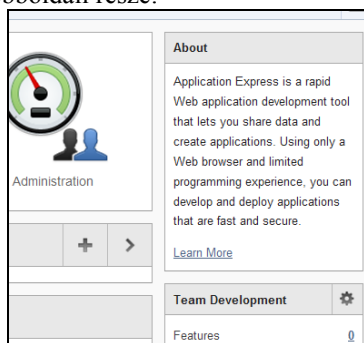 About
Application Express is a rapid
Web application development tool
that lets you share data and
create applications. Using only a
Web browser and limited
programming experience, you can
develop and deploy applications
that are fast and secure.
Learn More
Administration
Team Development
Features 0